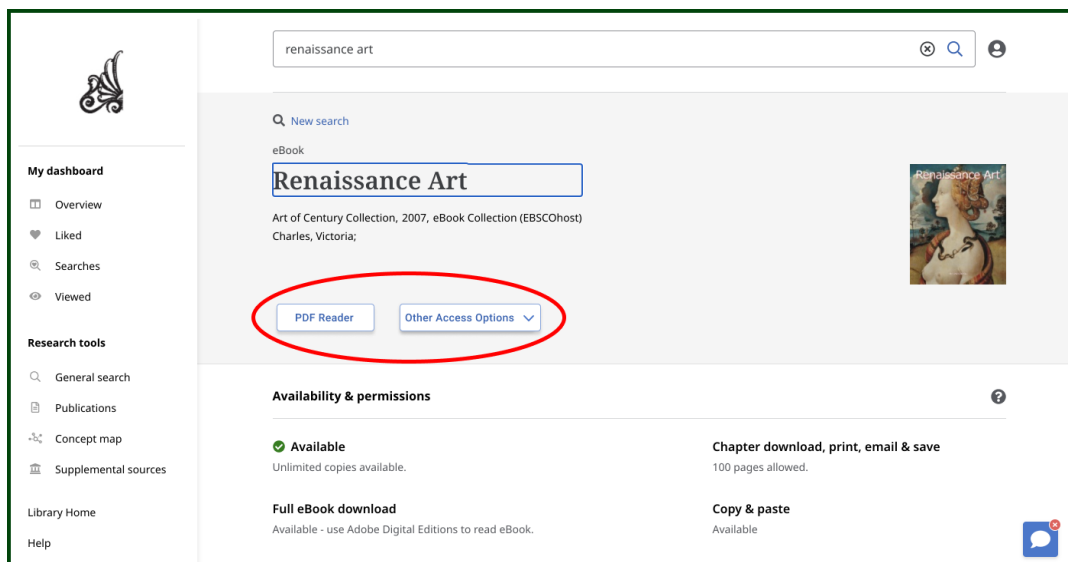 renaissance art
New search
eBook
Renaissance Art
Art of Century Collection, 2007, eBook Collection (EBSCOhost)
Charles, Victoria;
Renaissance Art
PDF Reader
Other Access Options
My dashboard
Overview
Liked
Searches
Viewed
Research tools
General search
Publications
Concept map
Supplemental sources
Library Home
Help
Availability & permissions
Available
Unlimited copies available.
Chapter download, print, email & save
100 pages allowed.
Full eBook download
Available - use Adobe Digital Editions to read eBook.
Copy & paste
Available